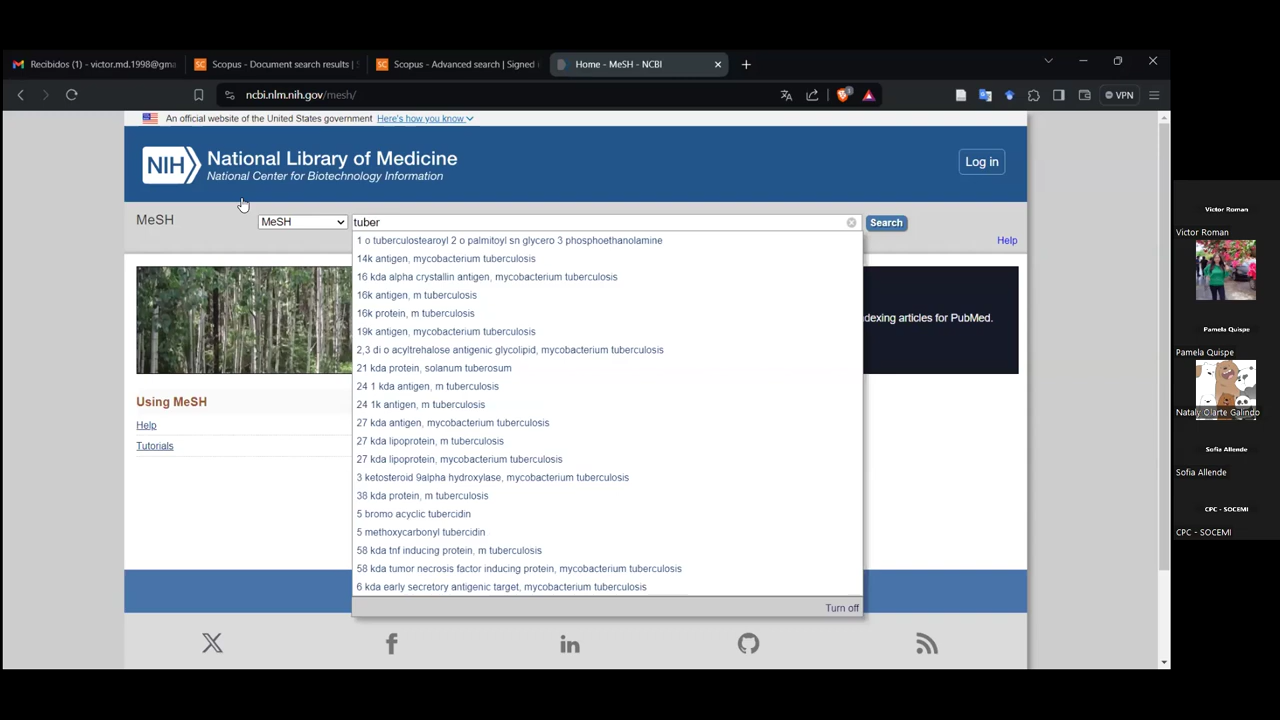 Recibidos (1) - victor.md.1998@gma
Scopus - Document search results | S
Scopus - Advanced search | Signed
Home - MeSH - NCBI
ncbi.nlm.nih.gov/mesh/
VPN
An official website of the United States government Here's how you know
NIH
National Library of Medicine
National Center for Biotechnology Information
Log in
MeSH
MeSH
tuber
Search
Help
1 o tuberculostearoyl 2 o palmitoyl sn glycero 3 phosphoethanolamine
14k antigen, mycobacterium tuberculosis
16 kda alpha crystallin antigen, mycobacterium tuberculosis
16k antigen, m tuberculosis
16k protein, m tuberculosis
19k antigen, mycobacterium tuberculosis
2,3 di o acyltrehalose antigenic glycolipid, mycobacterium tuberculosis
21 kda protein, solanum tuberosum
24 1 kda antigen, m tuberculosis
24 1k antigen, m tuberculosis
27 kda antigen, mycobacterium tuberculosis
27 kda lipoprotein, m tuberculosis
27 kda lipoprotein, mycobacterium tuberculosis
3 ketosteroid 9alpha hydroxylase, mycobacterium tuberculosis
38 kda protein, m tuberculosis
5 bromo acyclic tubercidin
5 methoxycarbonyl tubercidin
58 kda tnf inducing protein, m tuberculosis
58 kda tumor necrosis factor inducing protein, mycobacterium tuberculosis
6 kda early secretory antigenic target, mycobacterium tuberculosis
Turn off
dexing articles for PubMed.
Using MeSH
Help
Tutorials
Victor Roman
Victor Roman
Pamela Quispe
Pamela Quispe
Nataly Olarte Galindo
Sofia Allende
Sofia Allende
CPC - SOCEMI
CPC - SOCEMI